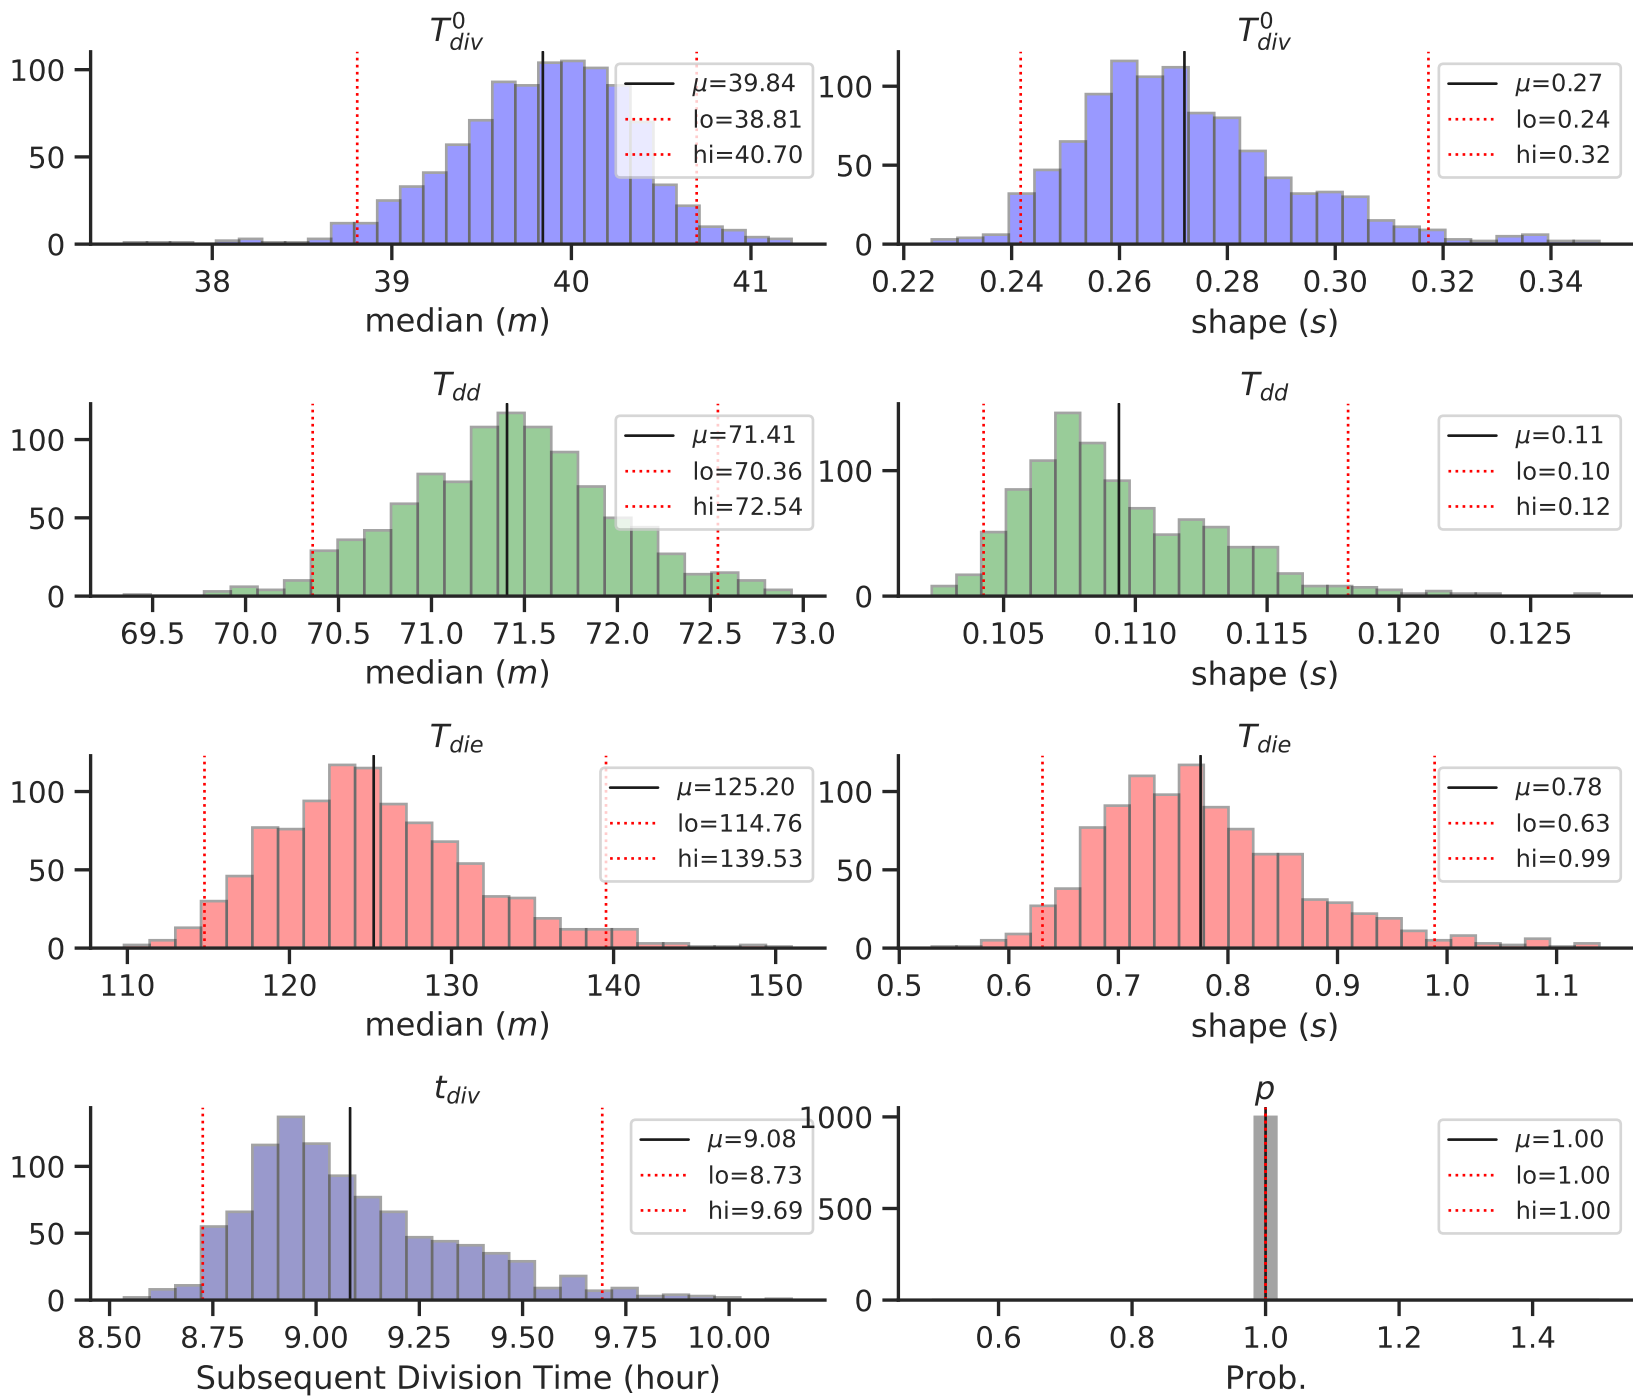 T⁰div
100
50
0
μ=39.84
lo=38.81
hi=40.70
38 39 40 41
median (m)
T⁰div
100
50
0
μ=0.27
lo=0.24
hi=0.32
0.22 0.24 0.26 0.28 0.30 0.32 0.34
shape (s)
Tdd
100
50
0
μ=71.41
lo=70.36
hi=72.54
69.5 70.0 70.5 71.0 71.5 72.0 72.5 73.0
median (m)
Tdd
100
0
μ=0.11
lo=0.10
hi=0.12
0.105 0.110 0.115 0.120 0.125
shape (s)
Tdie
100
50
0
μ=125.20
lo=114.76
hi=139.53
110 120 130 140 150
median (m)
Tdie
100
50
0
μ=0.78
lo=0.63
hi=0.99
0.5 0.6 0.7 0.8 0.9 1.0 1.1
shape (s)
tdiv
100
50
0
μ=9.08
lo=8.73
hi=9.69
8.50 8.75 9.00 9.25 9.50 9.75 10.00
Subsequent Division Time (hour)
p
1000
500
0
μ=1.00
lo=1.00
hi=1.00
0.6 0.8 1.0 1.2 1.4
Prob.